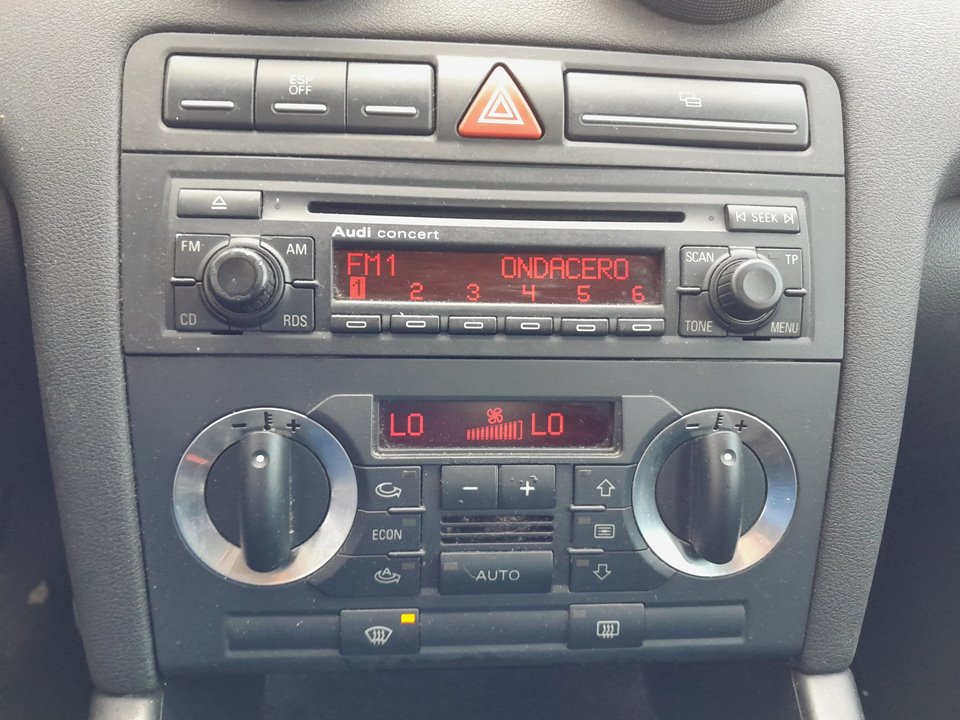 ESP
OFF
SEEK
Audi concert
FM
AM
CD
RDS
FM1 ONDACERO
1 2 3 4 5 6
SCAN
TP
TONE
MENU
- +
LO LO
- +
- +
ECON
A
AUTO